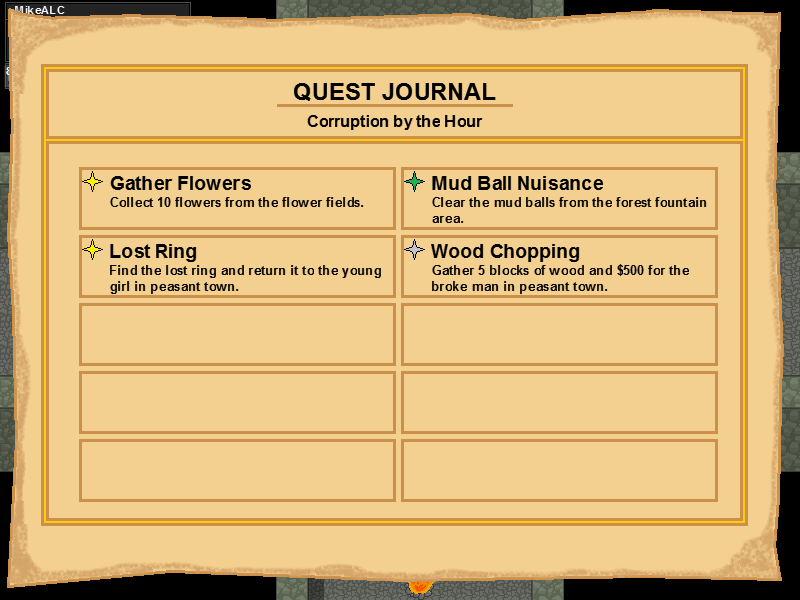 MikeALC
QUEST JOURNAL
Corruption by the Hour
Gather Flowers
Collect 10 flowers from the flower fields.
Mud Ball Nuisance
Clear the mud balls from the forest fountain
area.
Lost Ring
Find the lost ring and return it to the young
girl in peasant town.
Wood Chopping
Gather 5 blocks of wood and $500 for the
broke man in peasant town.